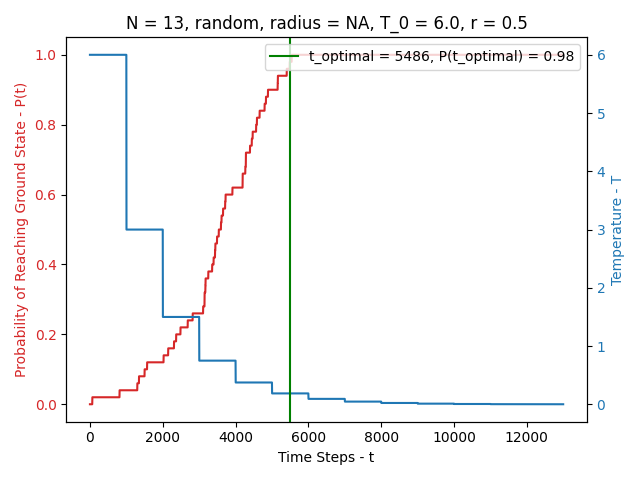 N = 13, random, radius = NA, T_0 = 6.0, r = 0.5
t_optimal = 5486, P(t_optimal) = 0.98
Probability of Reaching Ground State - P(t)
1.0
0.8
0.6
0.4
0.2
0.0
Temperature - T
6
5
4
3
2
1
0
0 2000 4000 6000 8000 10000 12000
Time Steps - t